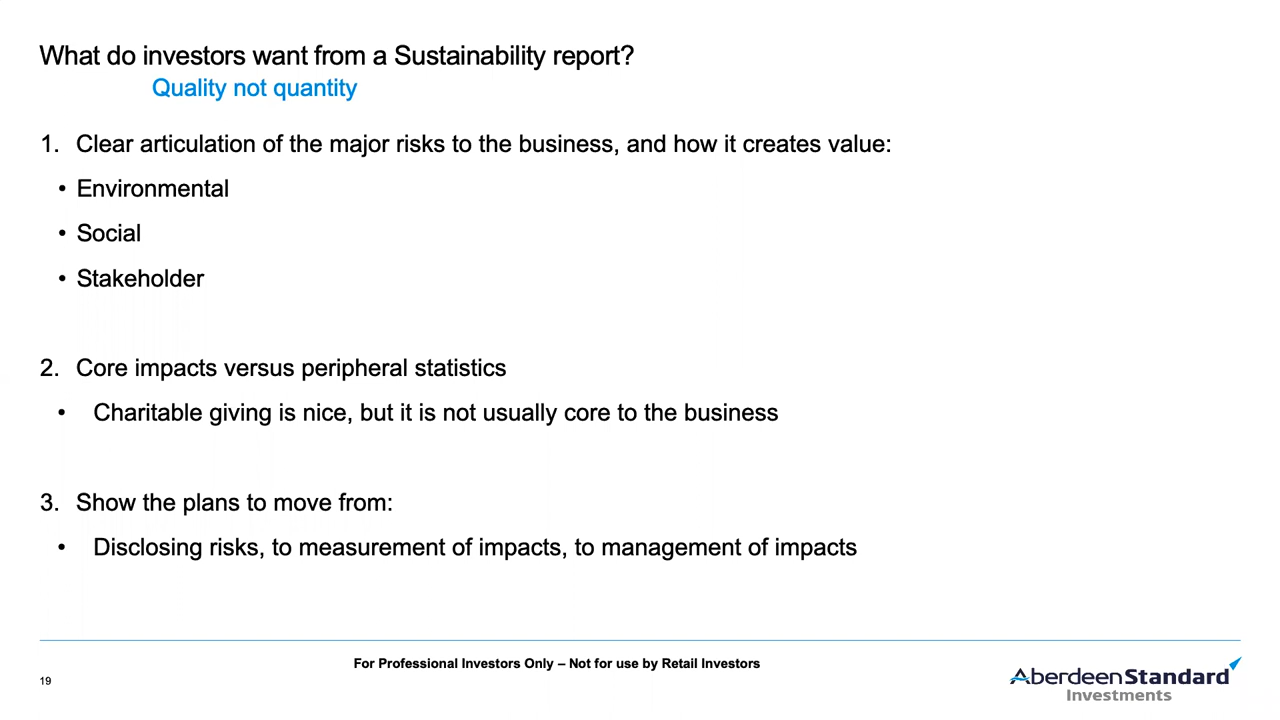 What do investors want from a Sustainability report?
Quality not quantity
1. Clear articulation of the major risks to the business, and how it creates value:
• Environmental
• Social
• Stakeholder
2. Core impacts versus peripheral statistics
• Charitable giving is nice, but it is not usually core to the business
3. Show the plans to move from:
• Disclosing risks, to measurement of impacts, to management of impacts
For Professional Investors Only – Not for use by Retail Investors
19
AberdeenStandard
Investments